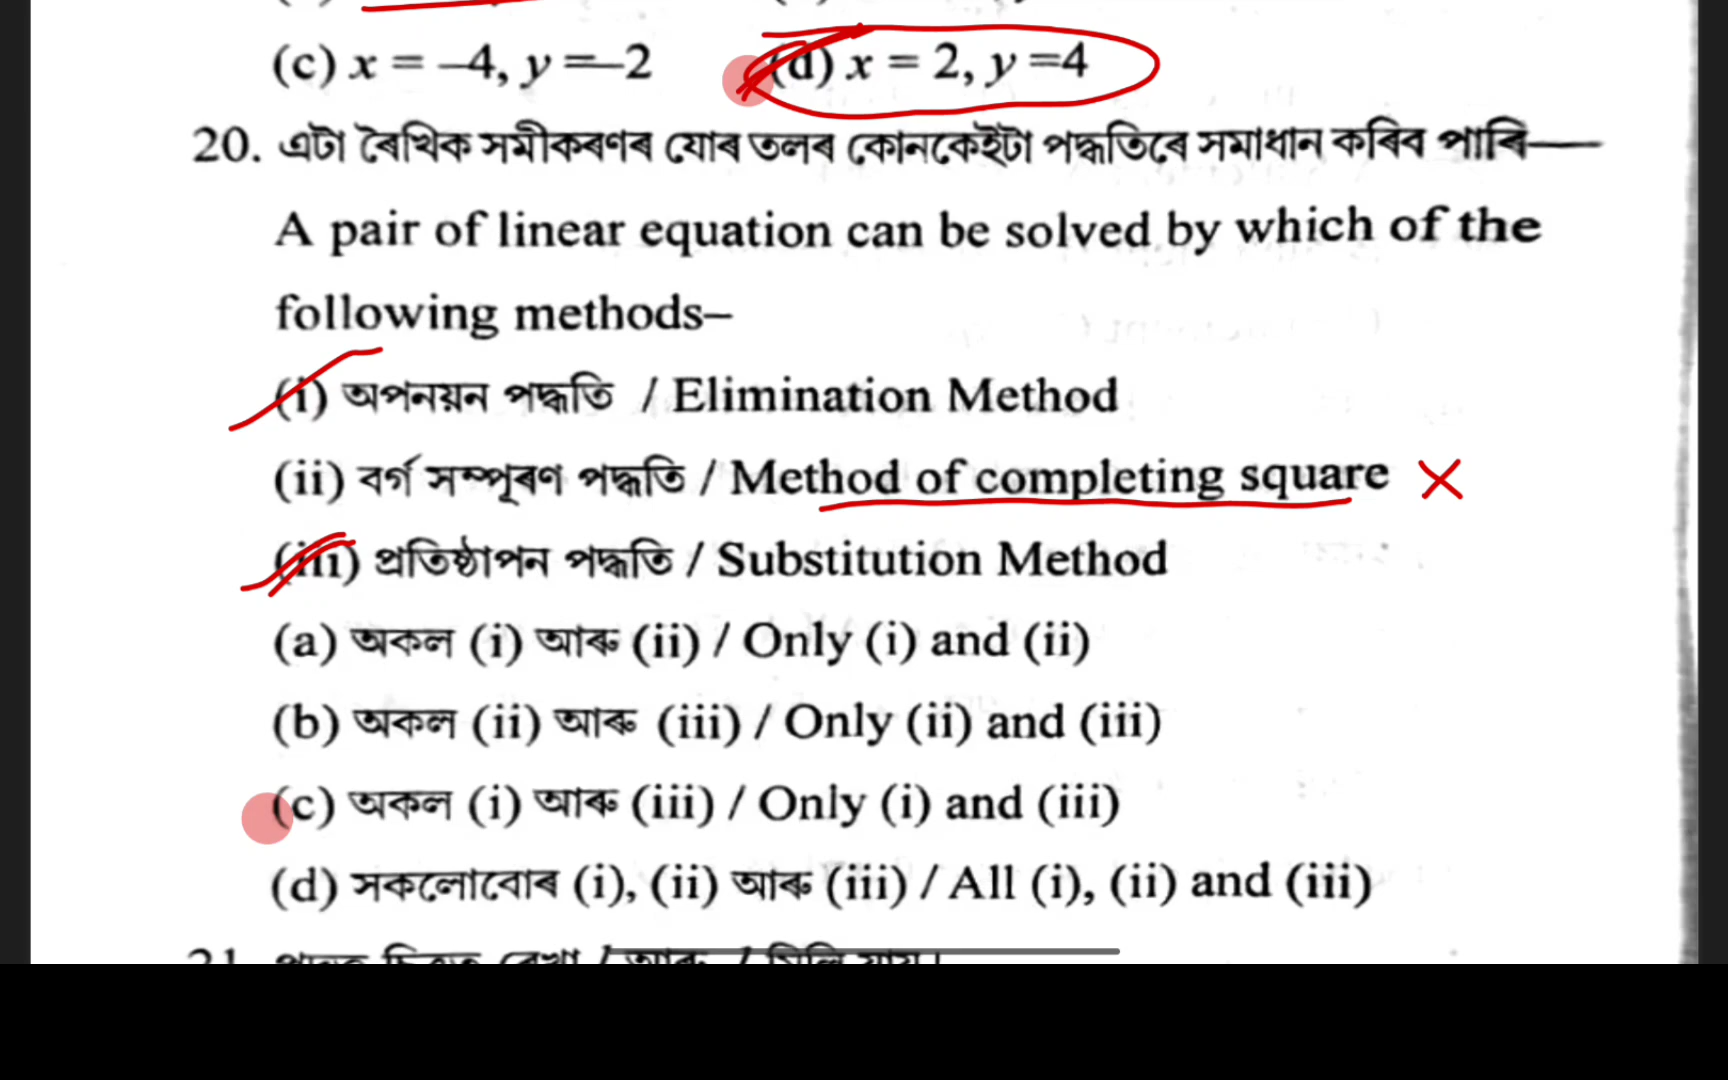 (c) x = –4, y =–2 (d) x = 2, y =4
20. এটা ৰৈখিক সমীকৰণৰ যোৰ তলৰ কোনকেইটা পদ্ধতিৰে সমাধান কৰিব পাৰি—
A pair of linear equation can be solved by which of the
following methods–
(i) অপনয়ন পদ্ধতি / Elimination Method
(ii) বৰ্গ সম্পূৰণ পদ্ধতি / Method of completing square
(iii) প্ৰতিষ্ঠাপন পদ্ধতি / Substitution Method
(a) অকল (i) আৰু (ii) / Only (i) and (ii)
(b) অকল (ii) আৰু (iii) / Only (ii) and (iii)
(c) অকল (i) আৰু (iii) / Only (i) and (iii)
(d) সকলোবোৰ (i), (ii) আৰু (iii) / All (i), (ii) and (iii)